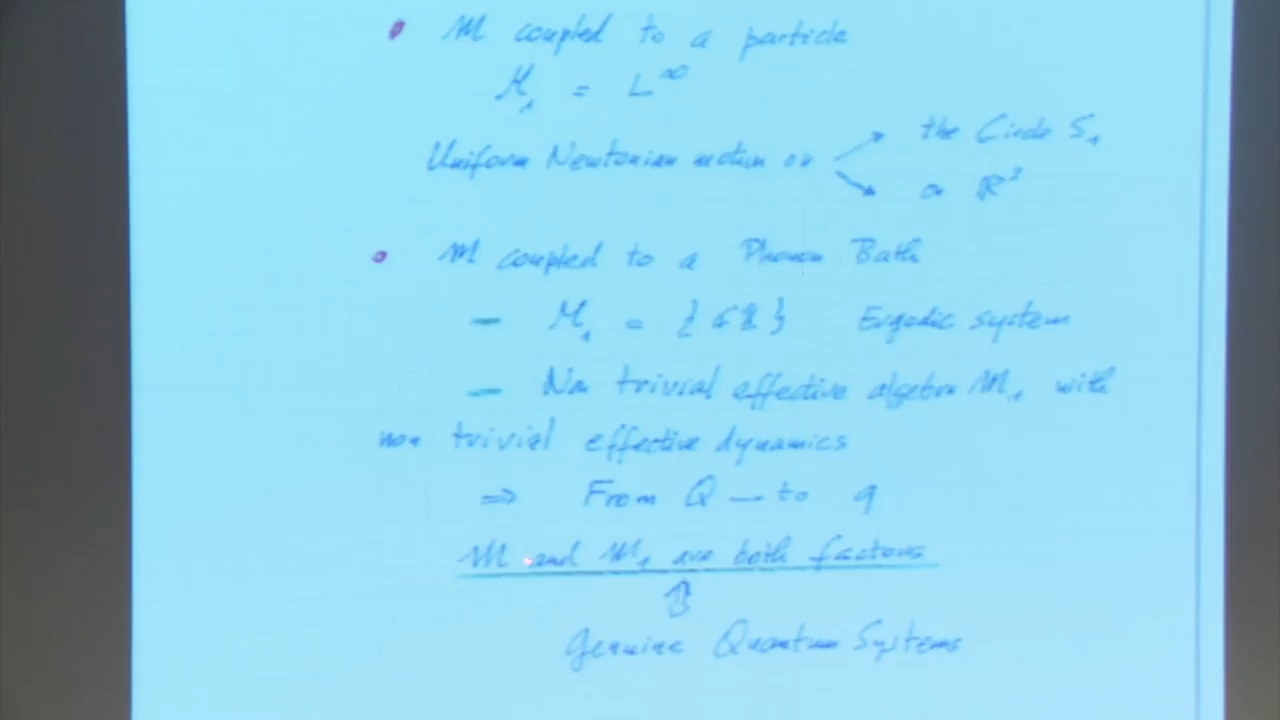 • M coupled to a particle
M₁ = L^∞
Uniform Newtonian motion on → the Circle S₁
→ or R²
• M coupled to a Phonon Bath
– M₁ = { C1 } Ergodic system
– Non trivial effective algebra M₁ with
non trivial effective dynamics
⇒ From Q – to q
M and M₁ are both factors
⇑
Genuine Quantum Systems